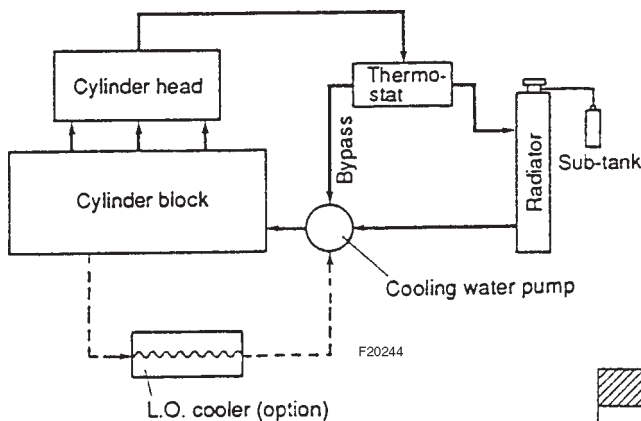 Cylinder head
Thermo-
stat
Bypass
Radiator
Sub-tank
Cylinder block
Cooling water pump
F20244
L.O. cooler (option)